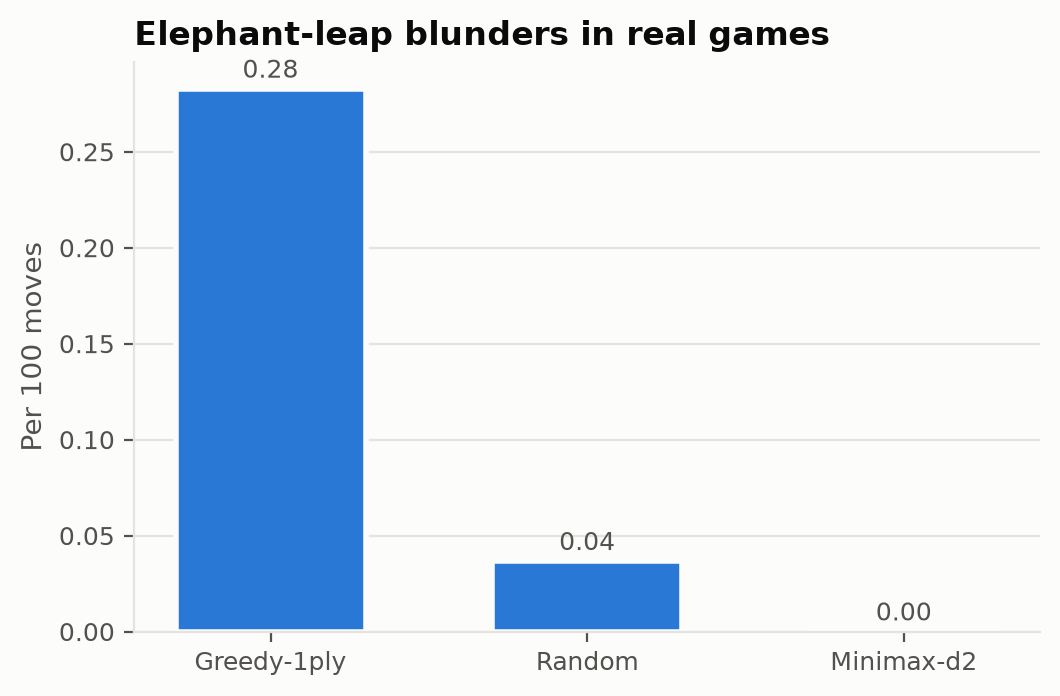 Elephant-leap blunders in real games
0.28
0.04
0.00
Per 100 moves
0.25
0.20
0.15
0.10
0.05
0.00
Greedy-1ply
Random
Minimax-d2